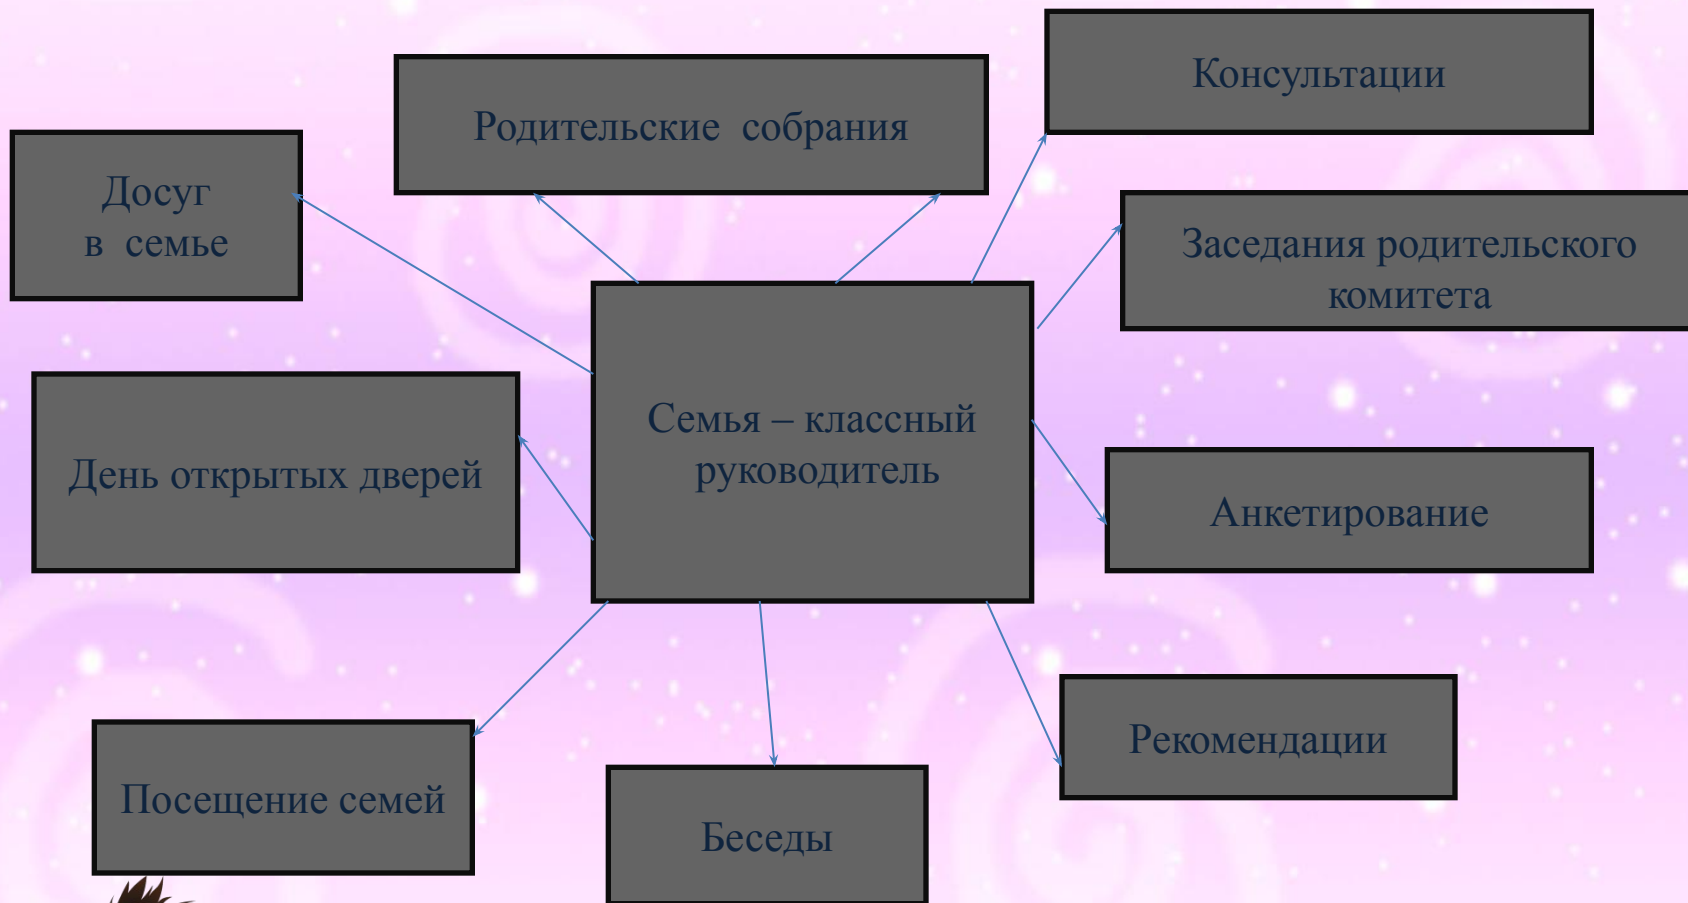 Консультации
Родительские собрания
Досуг
в семье
Заседания родительского
комитета
Семья – классный
руководитель
День открытых дверей
Анкетирование
Рекомендации
Посещение семей
Беседы